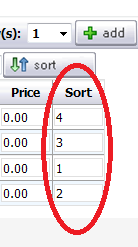 y(s): 1 add
sort
Price Sort
0.00 4
0.00 3
0.00 1
0.00 2